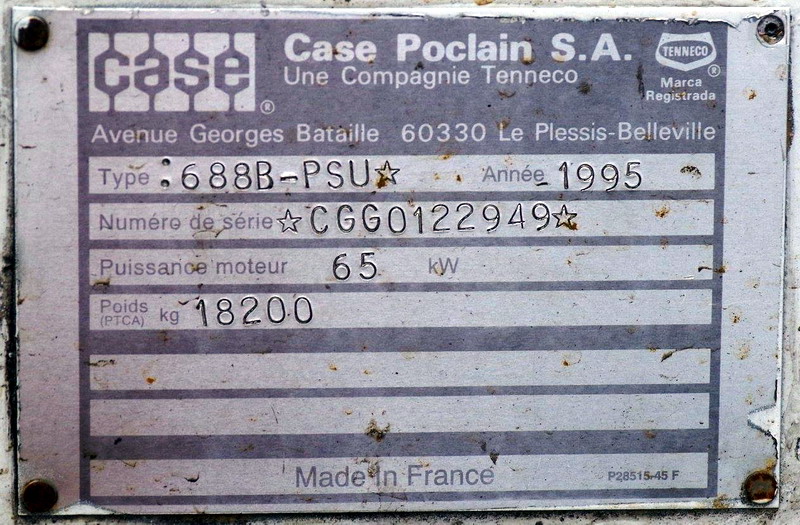 case®
Case Poclain S.A.
Une Compagnie Tenneco
TENNECO®
Marca
Registrada
Avenue Georges Bataille 60330 Le Plessis-Belleville
Type :688B-PSU☆ Année 1995
Numéro de série ☆CGG0122949☆
Puissance moteur 65 kW
Poids (PTCA) kg 18200
Made In France P28515-45 F